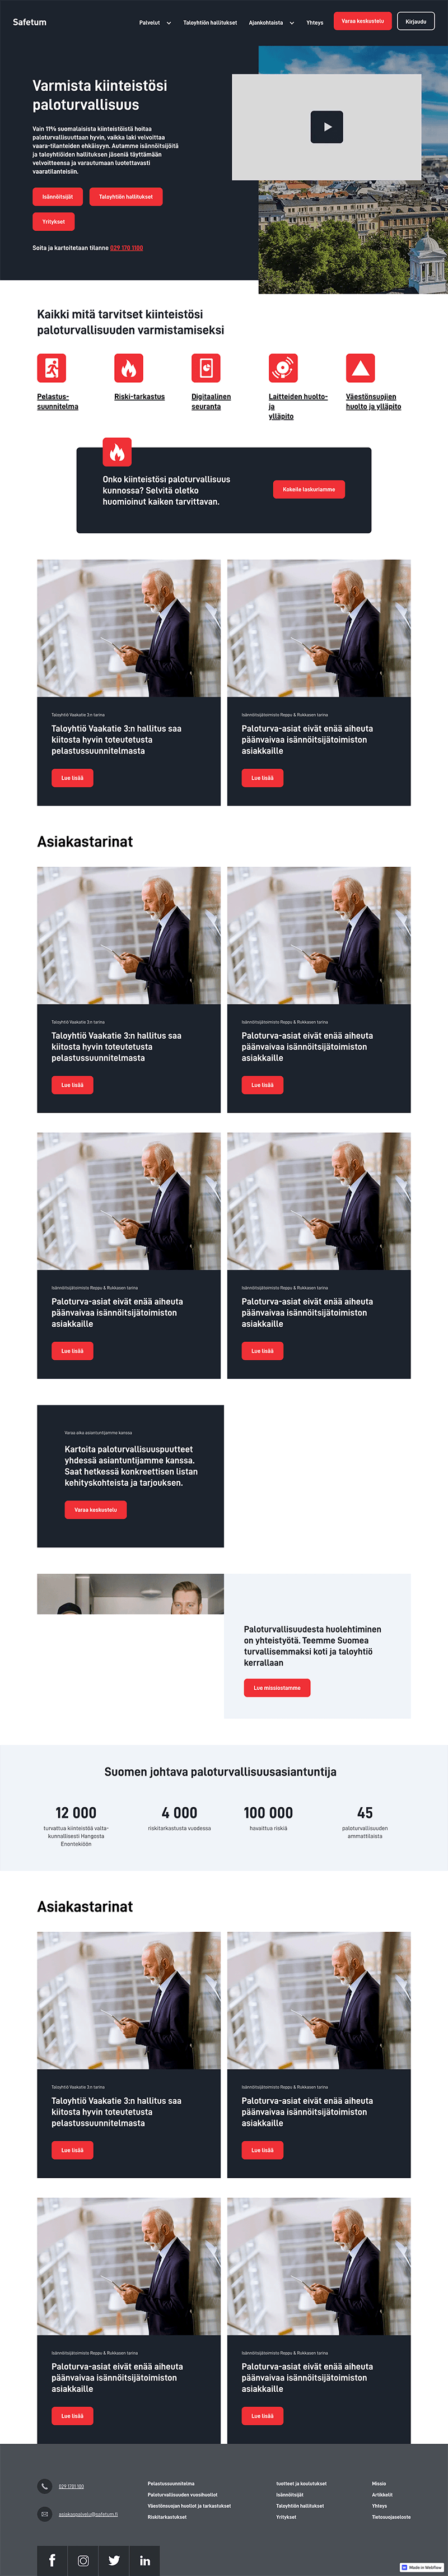 Safetum
Palvelut
Taloyhtiön hallitukset
Ajankohtaista
Yhteys
Varaa keskustelu
Kirjaudu
Varmista kiinteistösi
paloturvallisuus
Vain 11% suomalaisista kiinteistöistä hoitaa
paloturvallisuuttaan hyvin, vaikka laki velvoittaa
vaara-tilanteiden ehkäisyyn. Autamme isännöitsijöitä
ja taloyhtiöiden hallituksen jäseniä täyttämään
velvoitteensa ja varautumaan luotettavasti
vaaratilanteisiin.
Isännöitsijät
Taloyhtiön hallitukset
Yritykset
Soita ja kartoitetaan tilanne 029 170 1100
Kaikki mitä tarvitset kiinteistösi
paloturvallisuuden varmistamiseksi
Pelastus-
suunnitelma
Riski-tarkastus
Digitaalinen
seuranta
Laitteiden huolto-
ja
ylläpito
Väestönsuojien
huolto ja ylläpito
Onko kiinteistösi paloturvallisuus
kunnossa? Selvitä oletko
huomioinut kaiken tarvittavan.
Kokeile laskuriamme
Taloyhtiö Vaakatie 3:n tarina
Taloyhtiö Vaakatie 3:n hallitus saa
kiitosta hyvin toteutetusta
pelastussuunnitelmasta
Lue lisää
Isännöitsijätoimisto Reppu & Rukkasen tarina
Paloturva-asiat eivät enää aiheuta
päänvaivaa isännöitsijätoimiston
asiakkaille
Lue lisää
Asiakastarinat
Taloyhtiö Vaakatie 3:n tarina
Taloyhtiö Vaakatie 3:n hallitus saa
kiitosta hyvin toteutetusta
pelastussuunnitelmasta
Lue lisää
Isännöitsijätoimisto Reppu & Rukkasen tarina
Paloturva-asiat eivät enää aiheuta
päänvaivaa isännöitsijätoimiston
asiakkaille
Lue lisää
Isännöitsijätoimisto Reppu & Rukkasen tarina
Paloturva-asiat eivät enää aiheuta
päänvaivaa isännöitsijätoimiston
asiakkaille
Lue lisää
Isännöitsijätoimisto Reppu & Rukkasen tarina
Paloturva-asiat eivät enää aiheuta
päänvaivaa isännöitsijätoimiston
asiakkaille
Lue lisää
Varaa aika asiantuntijamme kanssa
Kartoita paloturvallisuuspuutteet
yhdessä asiantuntijamme kanssa.
Saat hetkessä konkreettisen listan
kehityskohteista ja tarjouksen.
Varaa keskustelu
Paloturvallisuudesta huolehtiminen
on yhteistyötä. Teemme Suomea
turvallisemmaksi koti ja taloyhtiö
kerrallaan
Lue missiostamme
Suomen johtava paloturvallisuusasiantuntija
12 000
turvattua kiinteistöä valta-
kunnallisesti Hangosta
Enontekiöön
4 000
riskitarkastusta vuodessa
100 000
havaittua riskiä
45
paloturvallisuuden
ammattilaista
Asiakastarinat
Taloyhtiö Vaakatie 3:n tarina
Taloyhtiö Vaakatie 3:n hallitus saa
kiitosta hyvin toteutetusta
pelastussuunnitelmasta
Lue lisää
Isännöitsijätoimisto Reppu & Rukkasen tarina
Paloturva-asiat eivät enää aiheuta
päänvaivaa isännöitsijätoimiston
asiakkaille
Lue lisää
Isännöitsijätoimisto Reppu & Rukkasen tarina
Paloturva-asiat eivät enää aiheuta
päänvaivaa isännöitsijätoimiston
asiakkaille
Lue lisää
Isännöitsijätoimisto Reppu & Rukkasen tarina
Paloturva-asiat eivät enää aiheuta
päänvaivaa isännöitsijätoimiston
asiakkaille
Lue lisää
029 1701 100
asiakaspalvelu@safetum.fi
Pelastussuunnitelma
Paloturvallisuuden vuosihuollot
Väestönsuojan huollot ja tarkastukset
Riskitarkastukset
tuotteet ja koulutukset
Isännöitsijät
Taloyhtiön hallitukset
Yritykset
Missio
Artikkelit
Yhteys
Tietosuojaseloste
Made in Webflow